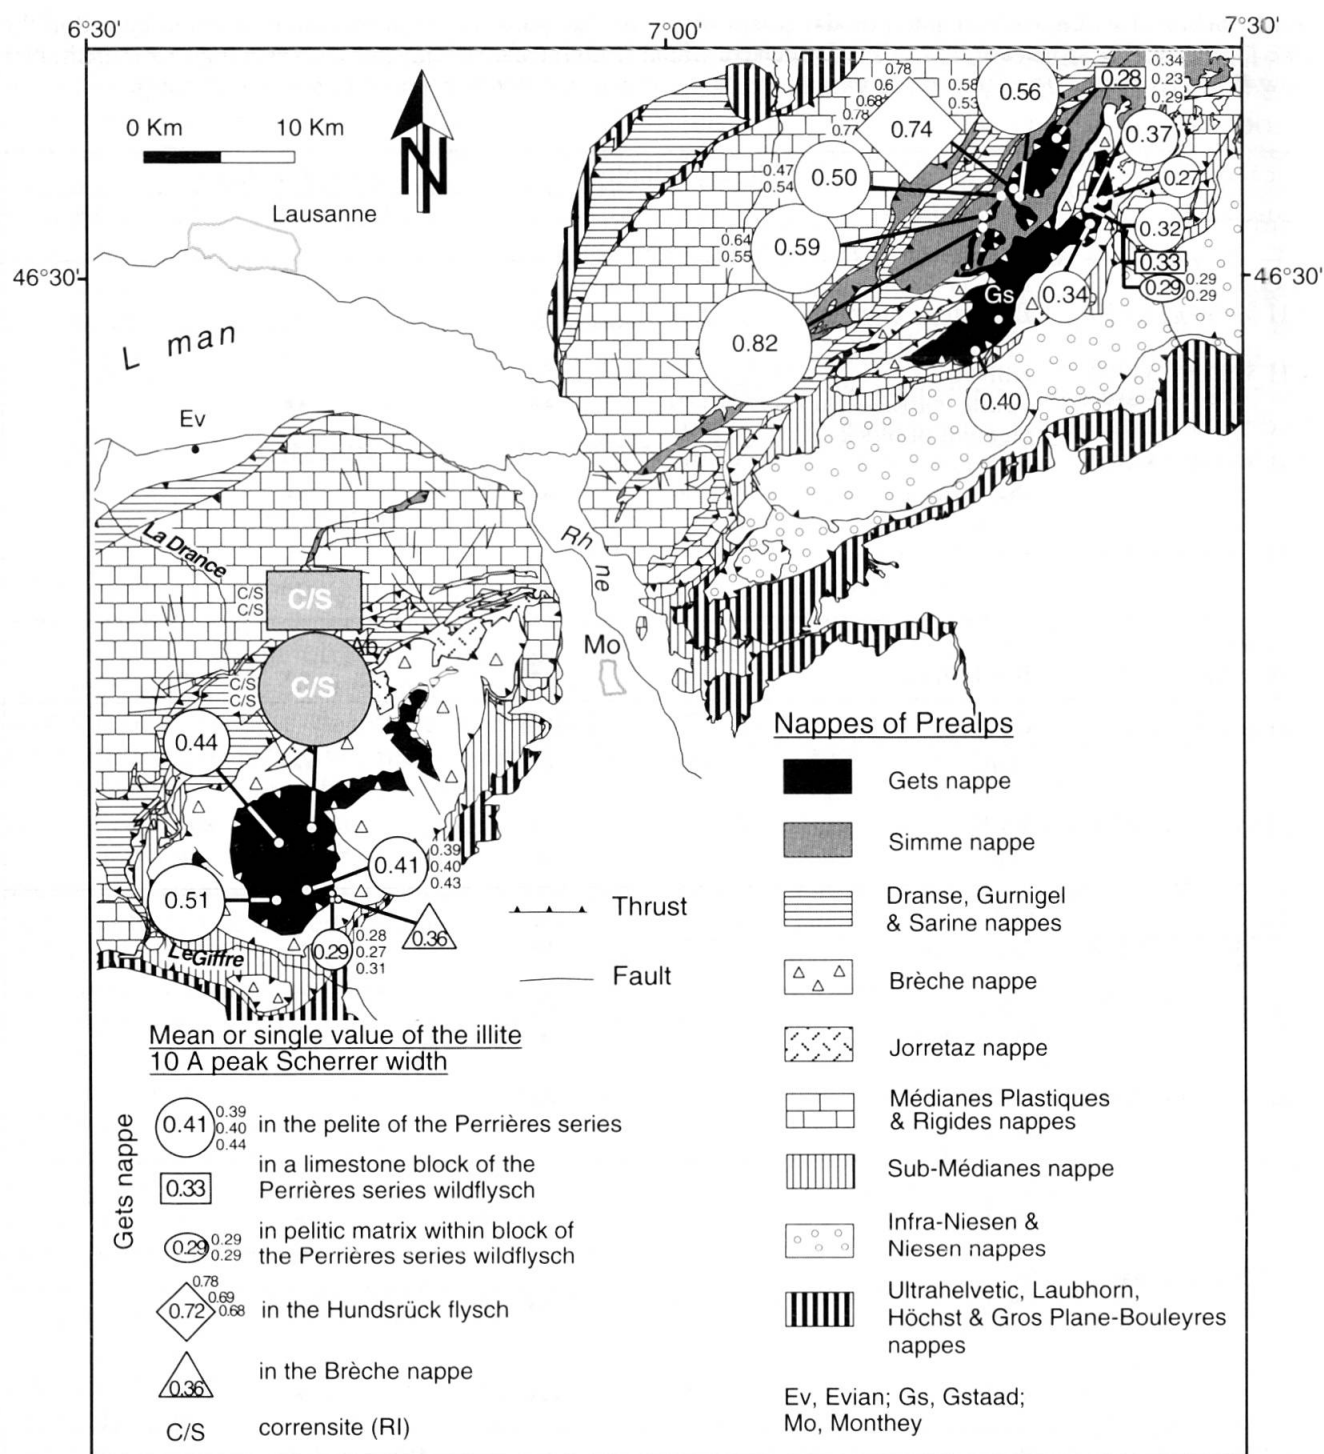 6°30'
7°00'
7°30'
0 Km 10 Km
N
Lausanne
46°30'
46°30'
L man
Ev
La Drance
Rh ne
Mo
Gs
0.78
0.6
0.68
0.78
0.77
0.74
0.58
0.53
0.56
0.28
0.34
0.23
0.29
0.37
0.27
0.32
0.33
0.29
0.29
0.29
0.34
0.47
0.54
0.50
0.64
0.55
0.59
0.82
0.40
C/S
C/S
C/S
C/S
C/S
C/S
0.44
0.51
0.41
0.39
0.40
0.43
0.36
0.29
0.28
0.27
0.31
Le Giffre
Thrust
Fault
Mean or single value of the illite
10 A peak Scherrer width
Gets nappe
0.41
0.39
0.40
0.44
in the pelite of the Perrières series
0.33
in a limestone block of the
Perrières series wildflysch
0.29
0.29
0.29
in pelitic matrix within block of
the Perrières series wildflysch
0.72
0.78
0.69
0.68
in the Hundsrück flysch
0.36
in the Brèche nappe
C/S corrensite (RI)
Nappes of Prealps
Gets nappe
Simme nappe
Dranse, Gurnigel
& Sarine nappes
Brèche nappe
Jorretaz nappe
Médianes Plastiques
& Rigides nappes
Sub-Médianes nappe
Infra-Niesen &
Niesen nappes
Ultrahelvetic, Laubhorn,
Höchst & Gros Plane-Bouleyres
nappes
Ev, Evian; Gs, Gstaad;
Mo, Monthey